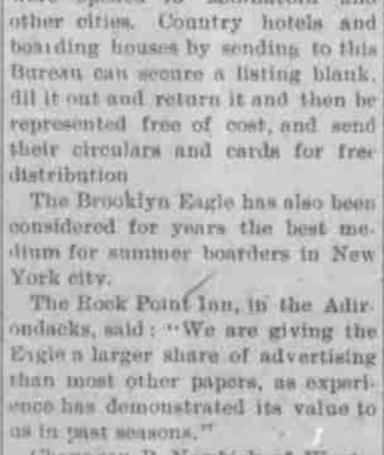 other cities. Country hotels and
boarding houses by sending to this
Bureau can secure a listing blank,
fill it out and return it and then be
represented free of cost, and send
their circulars and cards for free
distribution
The Brooklyn Eagle has also been
considered for years the best me-
dium for summer boarders in New
York city.
The Rock Point Inn, in the Adir-
ondacks, said: "We are giving the
Eagle a larger share of advertising
than most other papers, as experi-
ence has demonstrated its value to
us in past seasons."